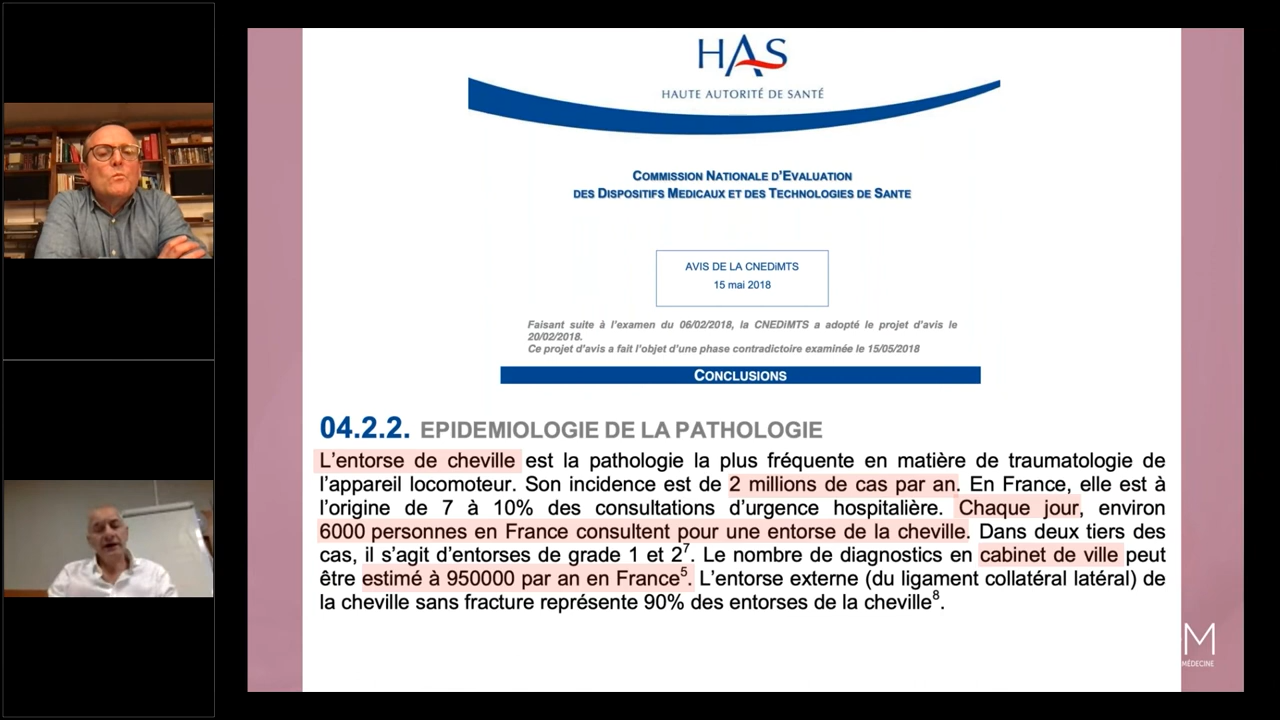 HAS
HAUTE AUTORITÉ DE SANTÉ
COMMISSION NATIONALE D'EVALUATION
DES DISPOSITIFS MEDICAUX ET DES TECHNOLOGIES DE SANTE
AVIS DE LA CNEDiMTS
15 mai 2018
Faisant suite à l'examen du 06/02/2018, la CNEDiMTS a adopté le projet d'avis le
20/02/2018.
Ce projet d'avis a fait l'objet d'une phase contradictoire examinée le 15/05/2018
CONCLUSIONS
04.2.2. EPIDEMIOLOGIE DE LA PATHOLOGIE
L'entorse de cheville est la pathologie la plus fréquente en matière de traumatologie de
l'appareil locomoteur. Son incidence est de 2 millions de cas par an. En France, elle est à
l'origine de 7 à 10% des consultations d'urgence hospitalière. Chaque jour, environ
6000 personnes en France consultent pour une entorse de la cheville. Dans deux tiers des
cas, il s'agit d'entorses de grade 1 et 2⁷. Le nombre de diagnostics en cabinet de ville peut
être estimé à 950000 par an en France⁵. L'entorse externe (du ligament collatéral latéral) de
la cheville sans fracture représente 90% des entorses de la cheville⁸.
M
MÉDECINE